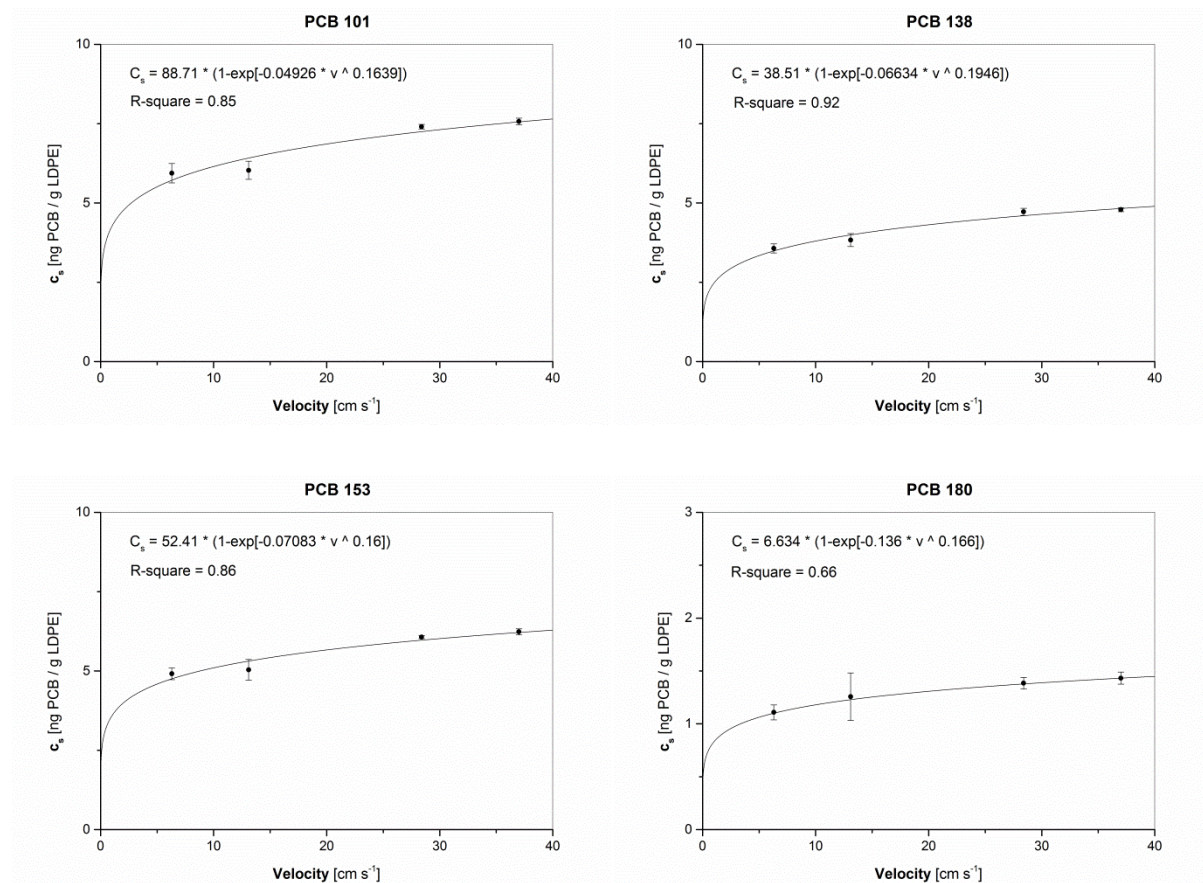 PCB 101
10
C_s = 88.71 * (1-exp[-0.04926 * v ^ 0.1639])
R-square = 0.85
5
0
c_s [ng PCB / g LDPE]
0 10 20 30 40
Velocity [cm s⁻¹]
PCB 138
10
C_s = 38.51 * (1-exp[-0.06634 * v ^ 0.1946])
R-square = 0.92
5
0
c_s [ng PCB / g LDPE]
0 10 20 30 40
Velocity [cm s⁻¹]
PCB 153
10
C_s = 52.41 * (1-exp[-0.07083 * v ^ 0.16])
R-square = 0.86
5
0
c_s [ng PCB / g LDPE]
0 10 20 30 40
Velocity [cm s⁻¹]
PCB 180
3
C_s = 6.634 * (1-exp[-0.136 * v ^ 0.166])
R-square = 0.66
2
1
0
c_s [ng PCB / g LDPE]
0 10 20 30 40
Velocity [cm s⁻¹]